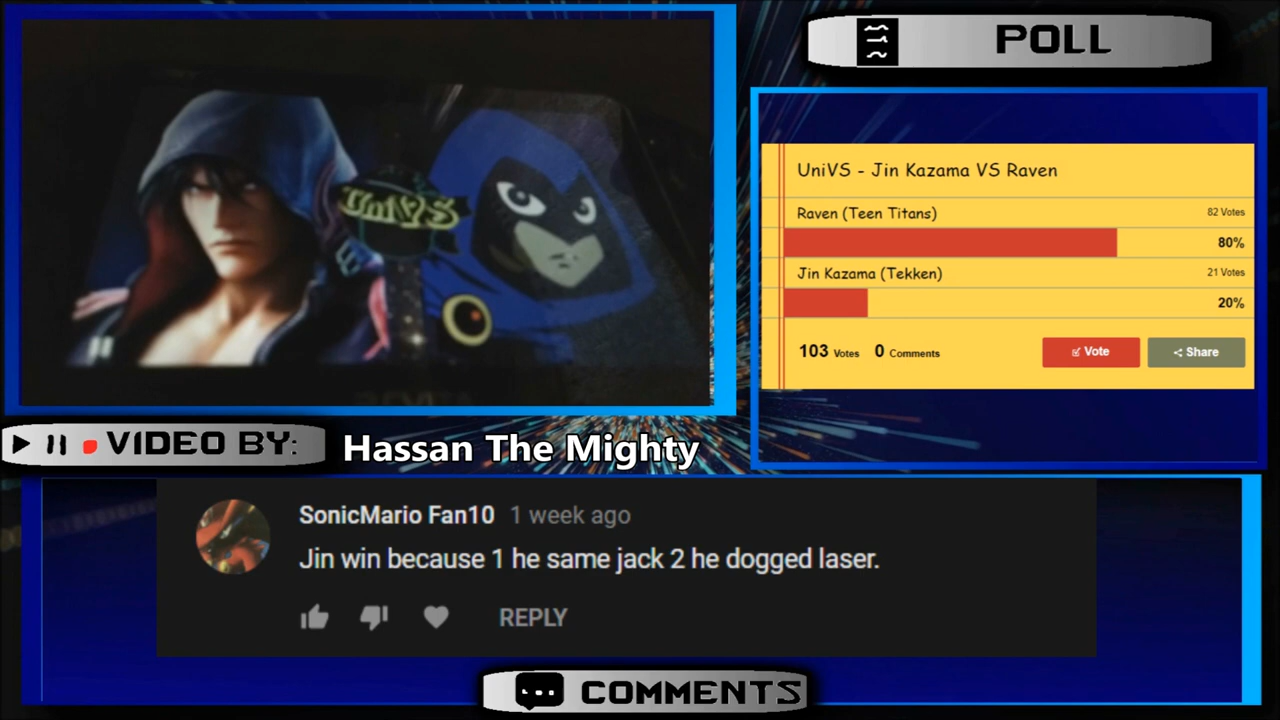 UniVS
POLL
UniVS - Jin Kazama VS Raven
Raven (Teen Titans)
82 Votes
80%
Jin Kazama (Tekken)
21 Votes
20%
103 Votes 0 Comments
Vote
Share
VIDEO BY:
Hassan The Mighty
SonicMario Fan10 1 week ago
Jin win because 1 he same jack 2 he dogged laser.
REPLY
COMMENTS